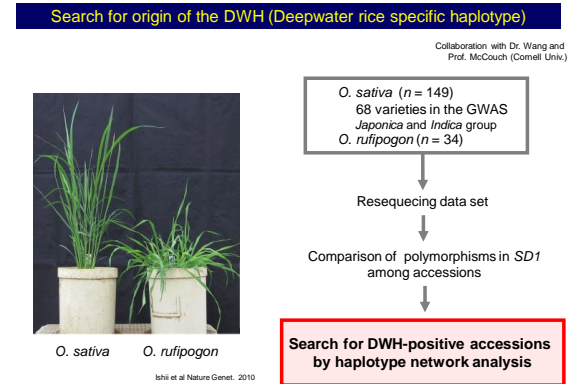 Search for origin of the DWH (Deepwater rice specific haplotype)
Collaboration with Dr. Wang and
Prof. McCouch (Cornell Univ.)
O. sativa (n = 149)
68 varieties in the GWAS
Japonica and Indica group
O. rufipogon (n = 34)
Resequecing data set
Comparison of polymorphisms in SD1
among accessions
Search for DWH-positive accessions
by haplotype network analysis
O. sativa O. rufipogon
Ishii et al Nature Genet. 2010